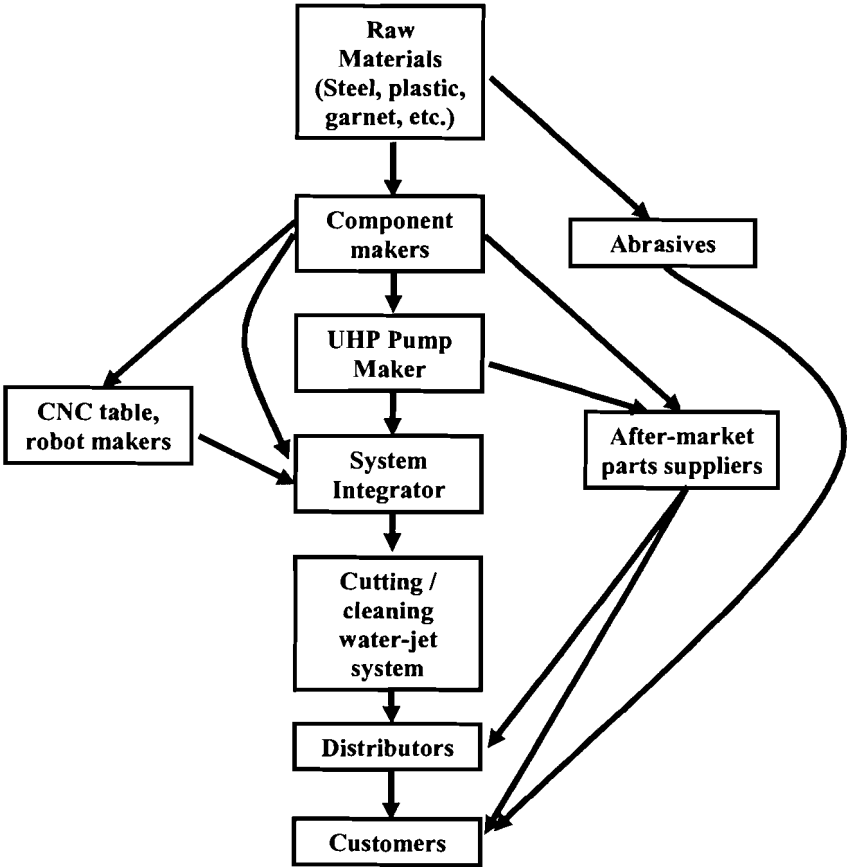 Raw
Materials
(Steel, plastic,
garnet, etc.)
Component
makers
Abrasives
UHP Pump
Maker
CNC table,
robot makers
After-market
parts suppliers
System
Integrator
Cutting /
cleaning
water-jet
system
Distributors
Customers